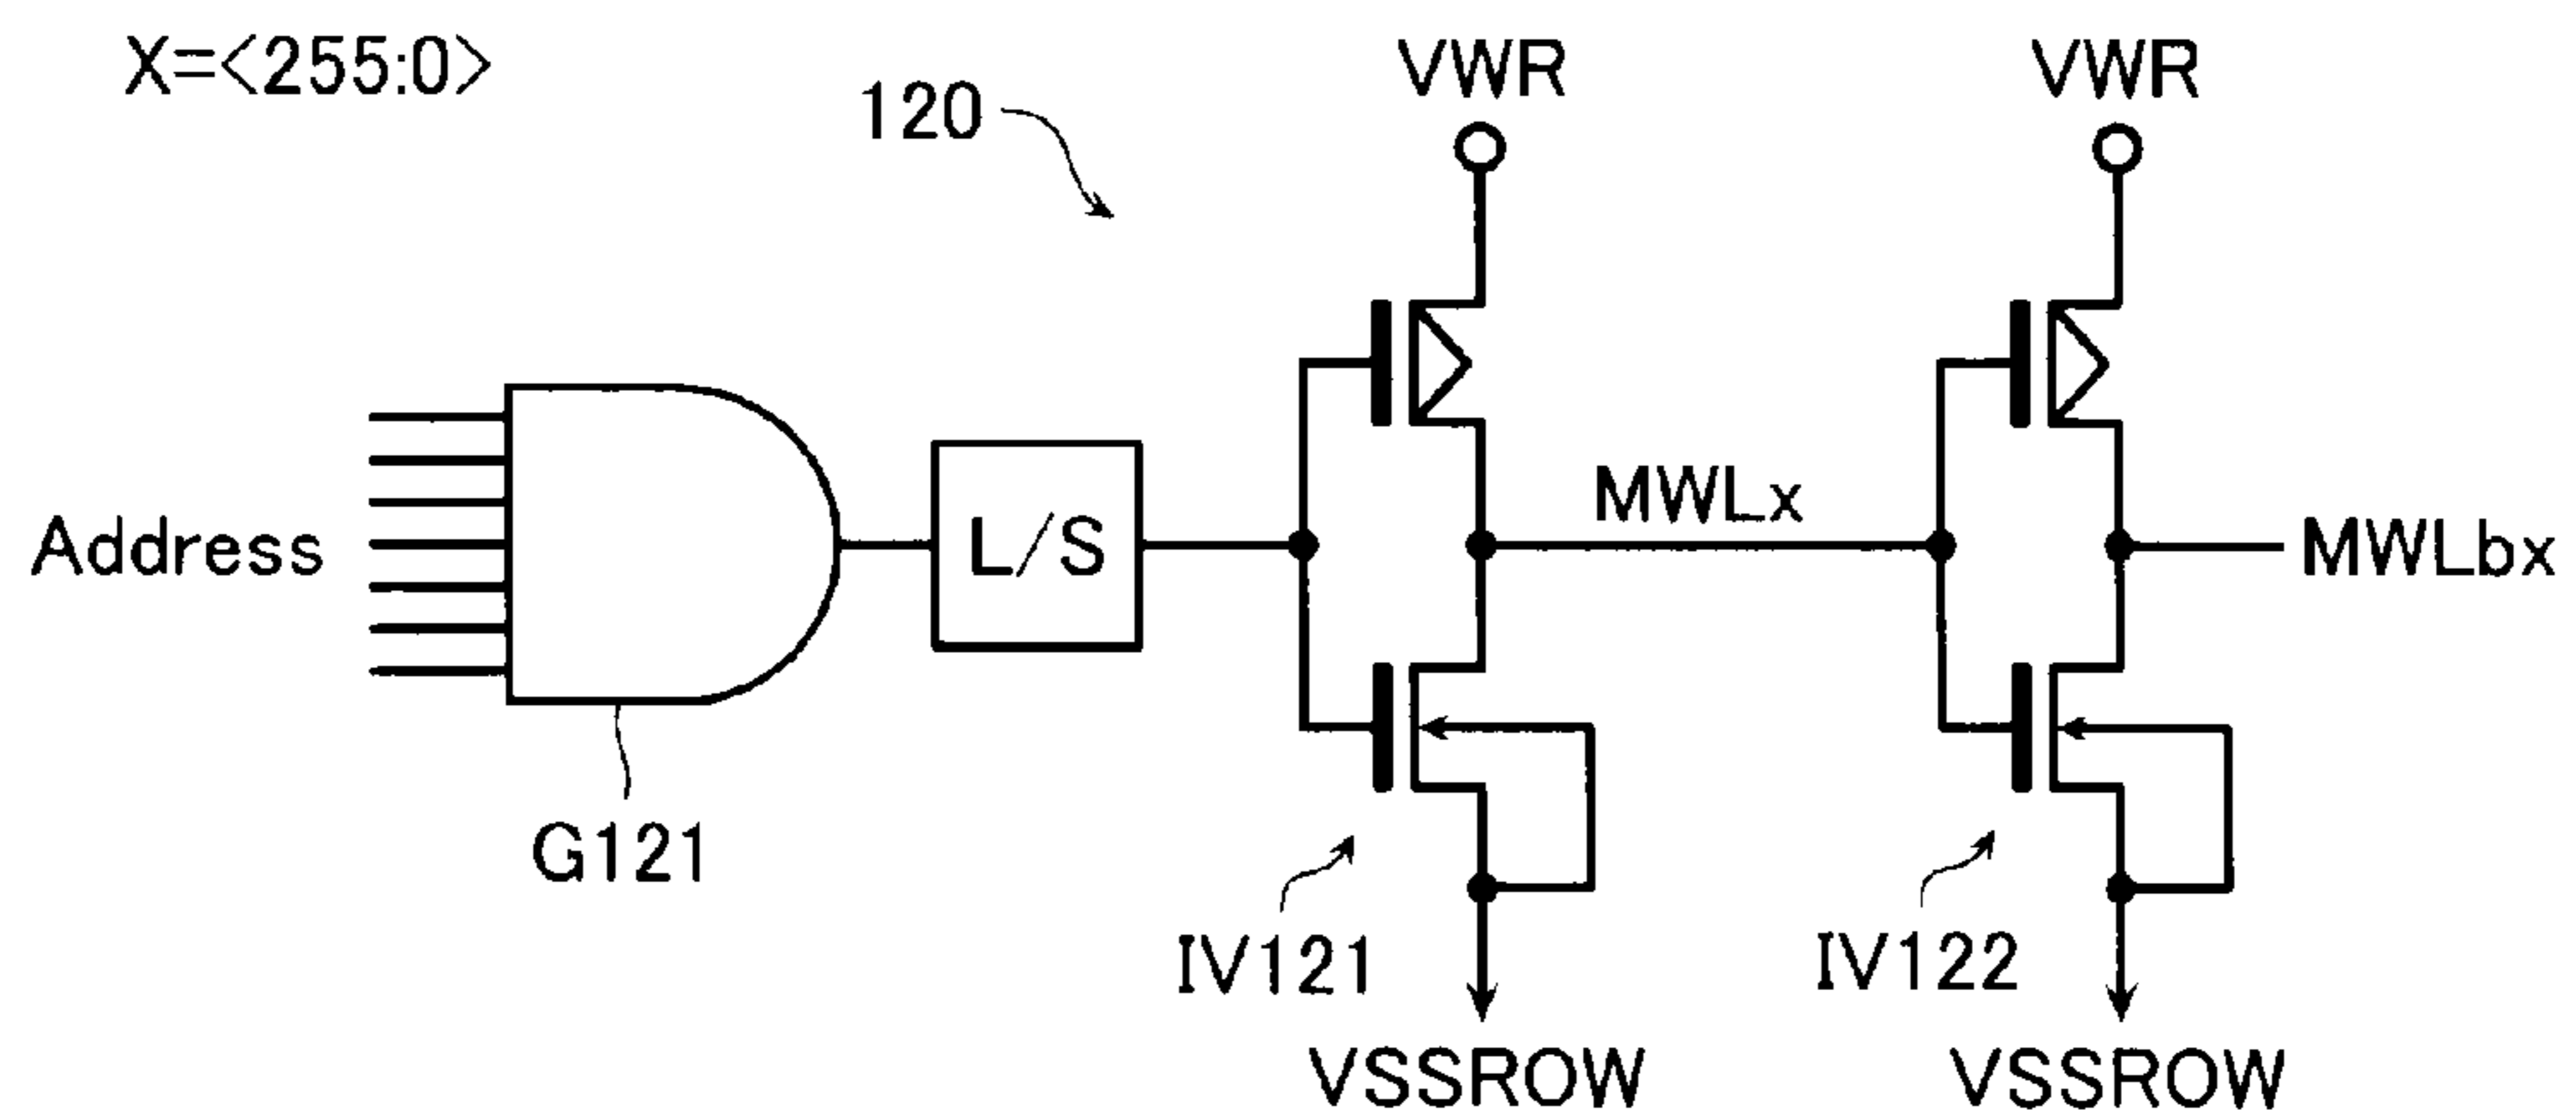 X=<255:0>
120
VWR
VWR
Address
L/S
MWLx
MWLbx
G121
IV121
IV122
VSSROW
VSSROW